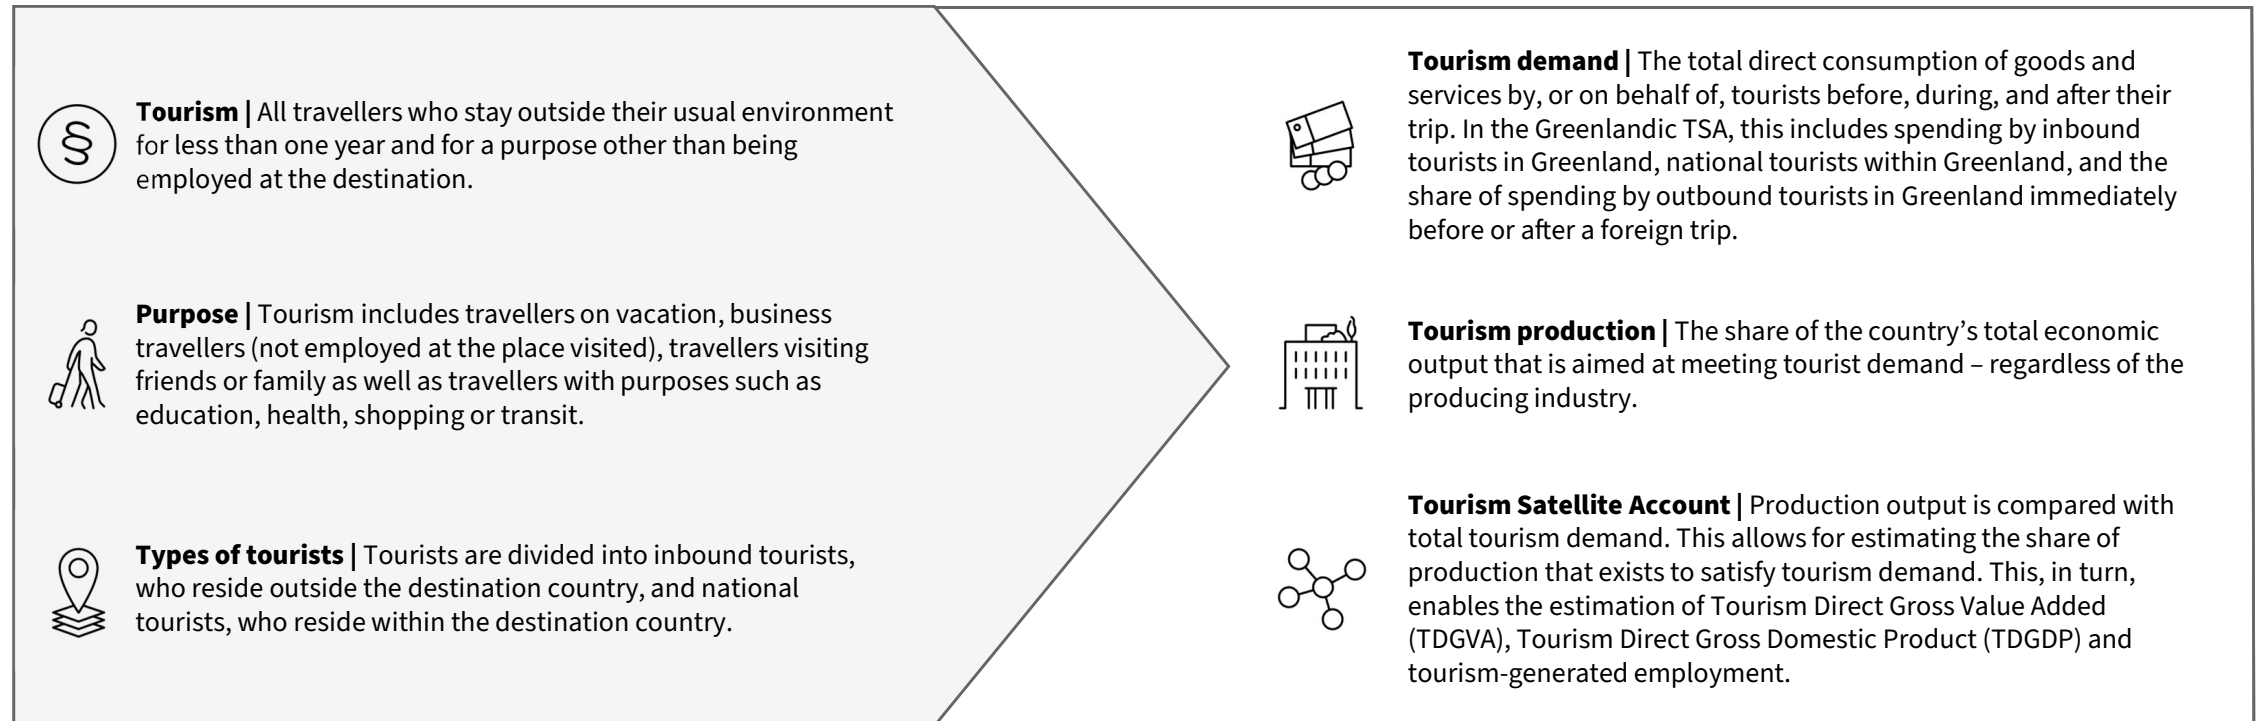 Tourism | All travellers who stay outside their usual environment
for less than one year and for a purpose other than being
employed at the destination.
Purpose | Tourism includes travellers on vacation, business
travellers (not employed at the place visited), travellers visiting
friends or family as well as travellers with purposes such as
education, health, shopping or transit.
Types of tourists | Tourists are divided into inbound tourists,
who reside outside the destination country, and national
tourists, who reside within the destination country.
Tourism demand | The total direct consumption of goods and
services by, or on behalf of, tourists before, during, and after their
trip. In the Greenlandic TSA, this includes spending by inbound
tourists in Greenland, national tourists within Greenland, and the
share of spending by outbound tourists in Greenland immediately
before or after a foreign trip.
Tourism production | The share of the country’s total economic
output that is aimed at meeting tourist demand – regardless of the
producing industry.
Tourism Satellite Account | Production output is compared with
total tourism demand. This allows for estimating the share of
production that exists to satisfy tourism demand. This, in turn,
enables the estimation of Tourism Direct Gross Value Added
(TDGVA), Tourism Direct Gross Domestic Product (TDGDP) and
tourism-generated employment.